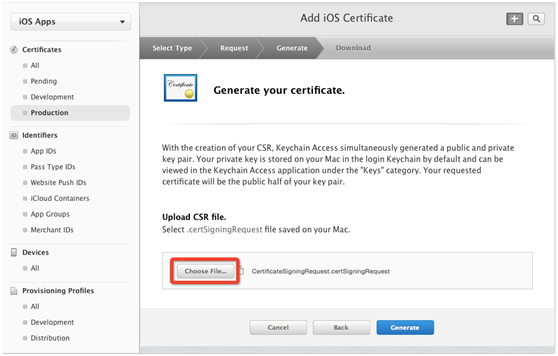 iOS Apps
Add iOS Certificate
Certificates
All
Pending
Development
Production
Identifiers
App IDs
Pass Type IDs
Website Push IDs
iCloud Containers
App Groups
Merchant IDs
Devices
All
Provisioning Profiles
All
Development
Distribution
Select Type
Request
Generate
Download
Certificate
Generate your certificate.
With the creation of your CSR, Keychain Access simultaneously generated a public and private
key pair. Your private key is stored on your Mac in the login Keychain by default and can be
viewed in the Keychain Access application under the "Keys" category. Your requested
certificate will be the public half of your key pair.
Upload CSR file.
Select .certSigningRequest file saved on your Mac.
Choose File...
CertificateSigningRequest.certSigningRequest
Cancel
Back
Generate